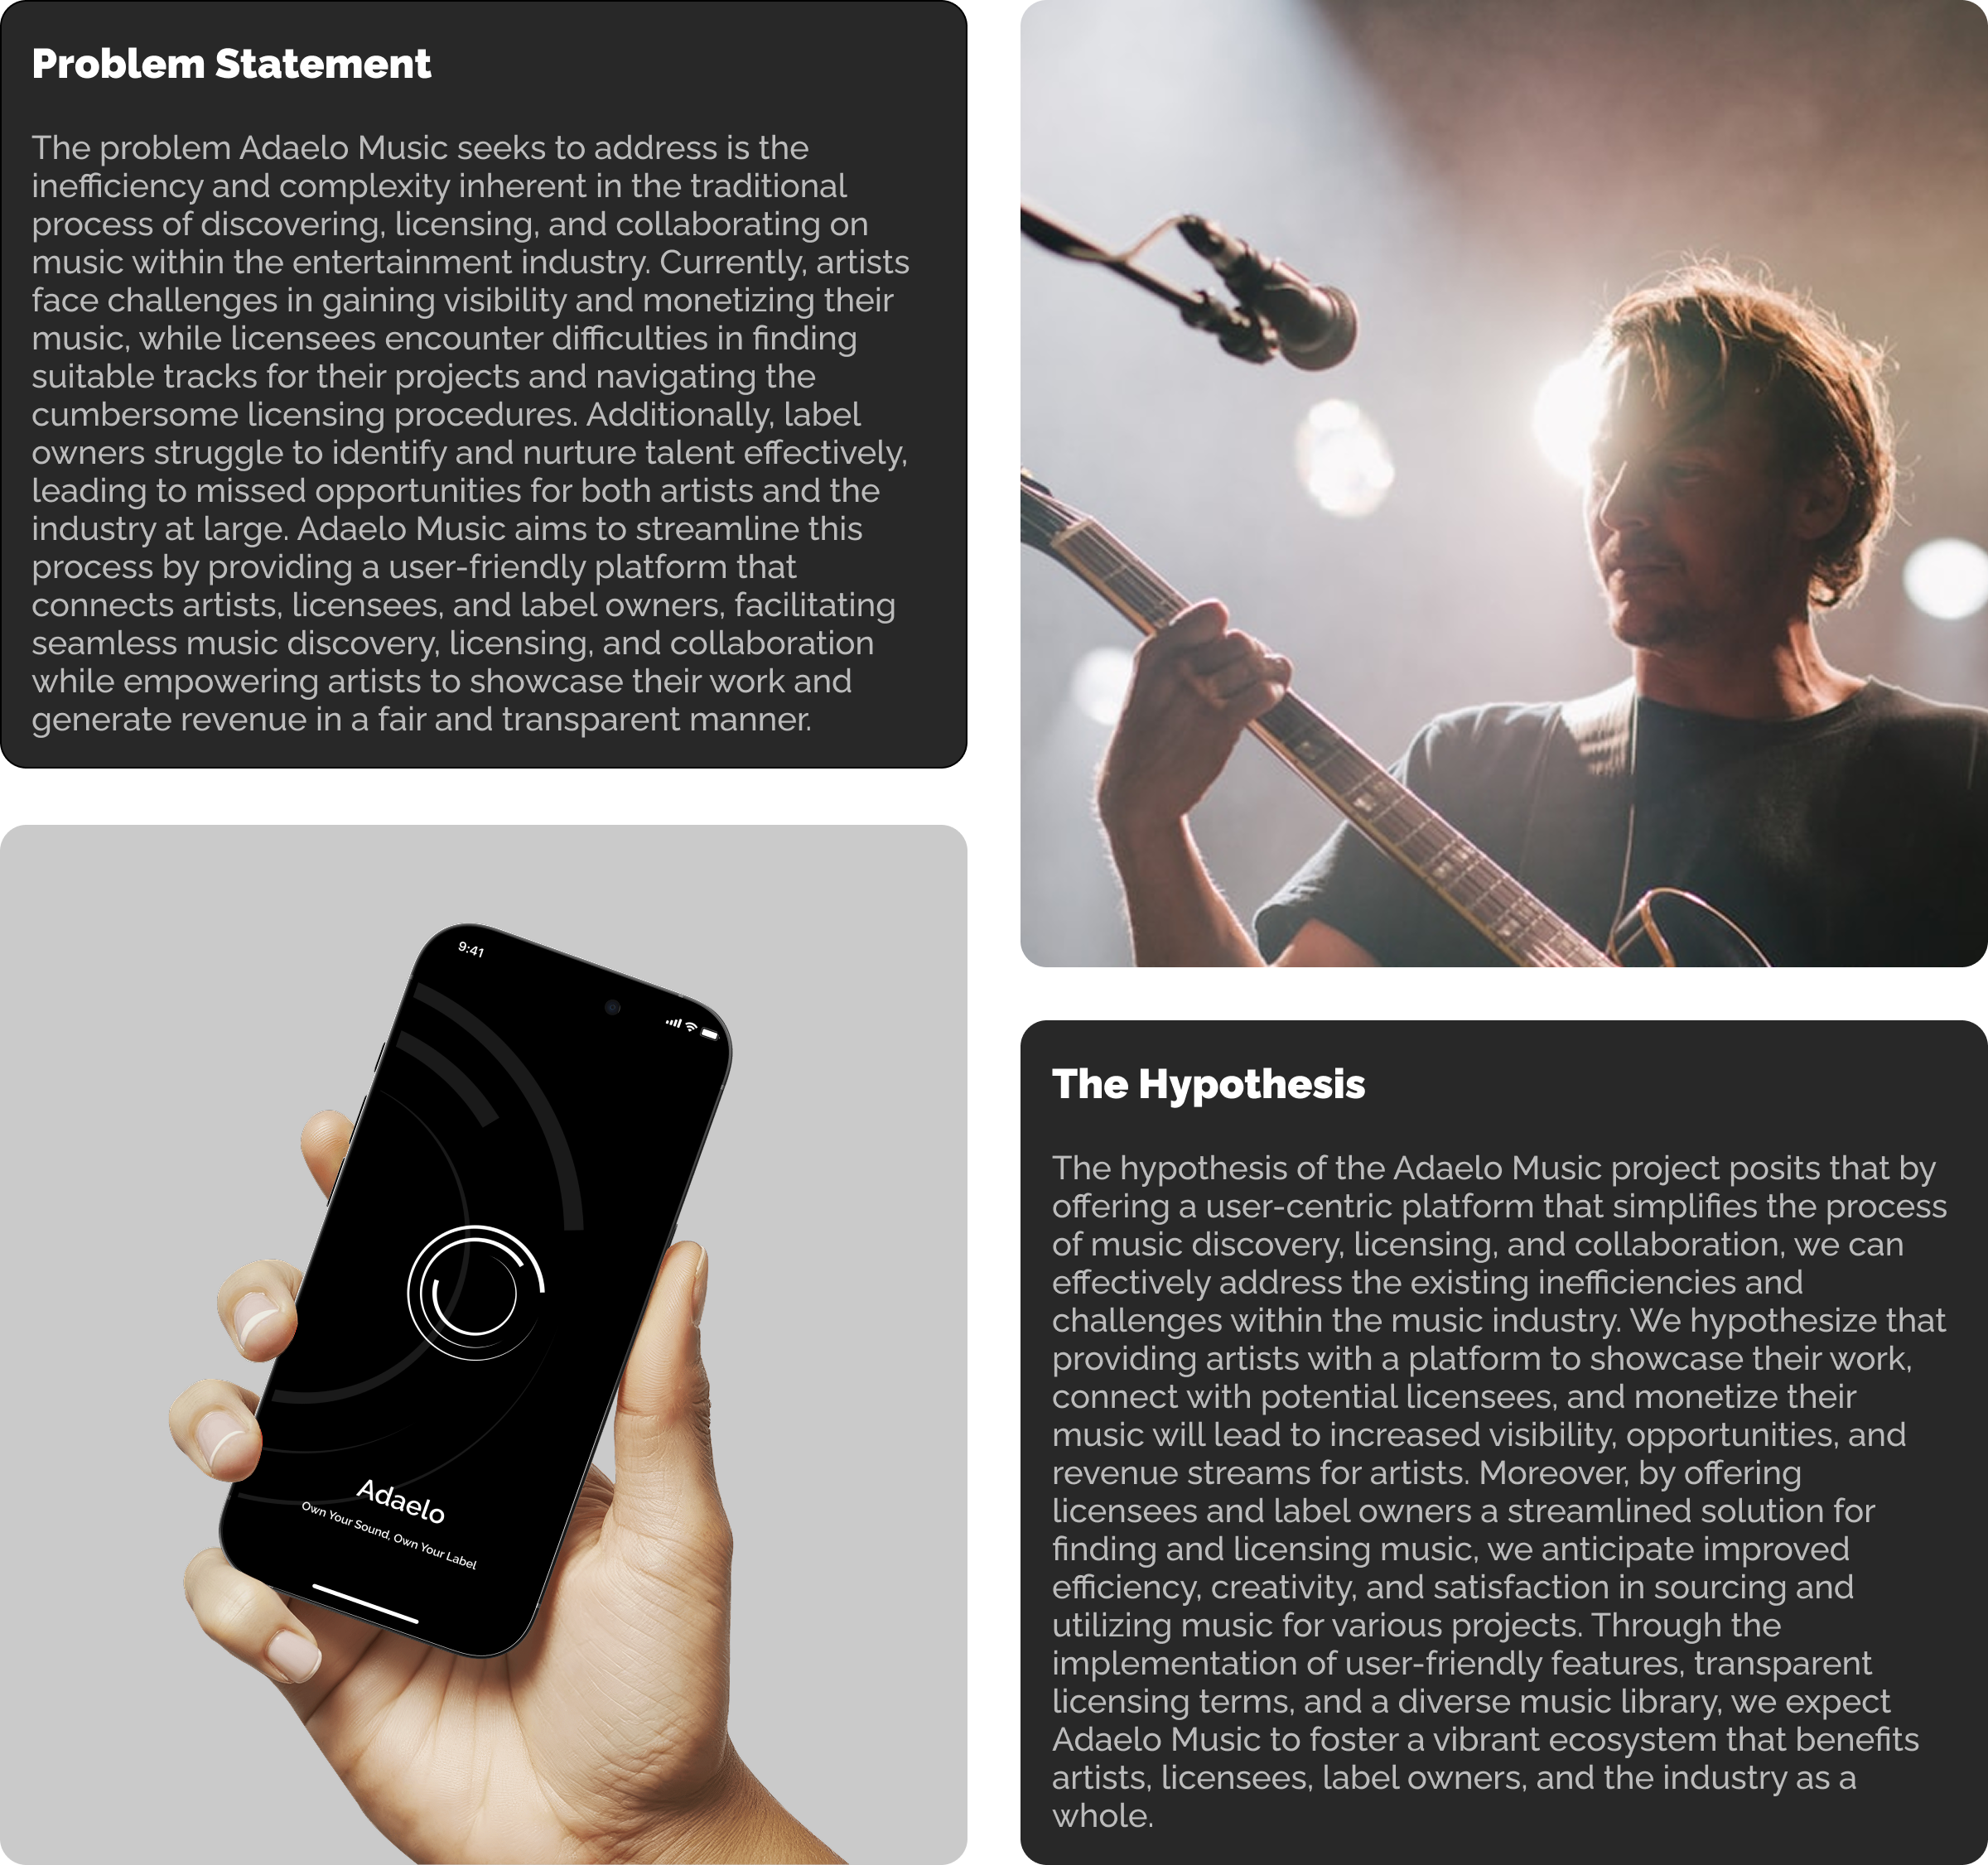 Problem Statement
The problem Adaelo Music seeks to address is the
inefficiency and complexity inherent in the traditional
process of discovering, licensing, and collaborating on
music within the entertainment industry. Currently, artists
face challenges in gaining visibility and monetizing their
music, while licensees encounter difficulties in finding
suitable tracks for their projects and navigating the
cumbersome licensing procedures. Additionally, label
owners struggle to identify and nurture talent effectively,
leading to missed opportunities for both artists and the
industry at large. Adaelo Music aims to streamline this
process by providing a user-friendly platform that
connects artists, licensees, and label owners, facilitating
seamless music discovery, licensing, and collaboration
while empowering artists to showcase their work and
generate revenue in a fair and transparent manner.
9:41
Adaelo
Own Your Sound, Own Your Label
The Hypothesis
The hypothesis of the Adaelo Music project posits that by
offering a user-centric platform that simplifies the process
of music discovery, licensing, and collaboration, we can
effectively address the existing inefficiencies and
challenges within the music industry. We hypothesize that
providing artists with a platform to showcase their work,
connect with potential licensees, and monetize their
music will lead to increased visibility, opportunities, and
revenue streams for artists. Moreover, by offering
licensees and label owners a streamlined solution for
finding and licensing music, we anticipate improved
efficiency, creativity, and satisfaction in sourcing and
utilizing music for various projects. Through the
implementation of user-friendly features, transparent
licensing terms, and a diverse music library, we expect
Adaelo Music to foster a vibrant ecosystem that benefits
artists, licensees, label owners, and the industry as a
whole.